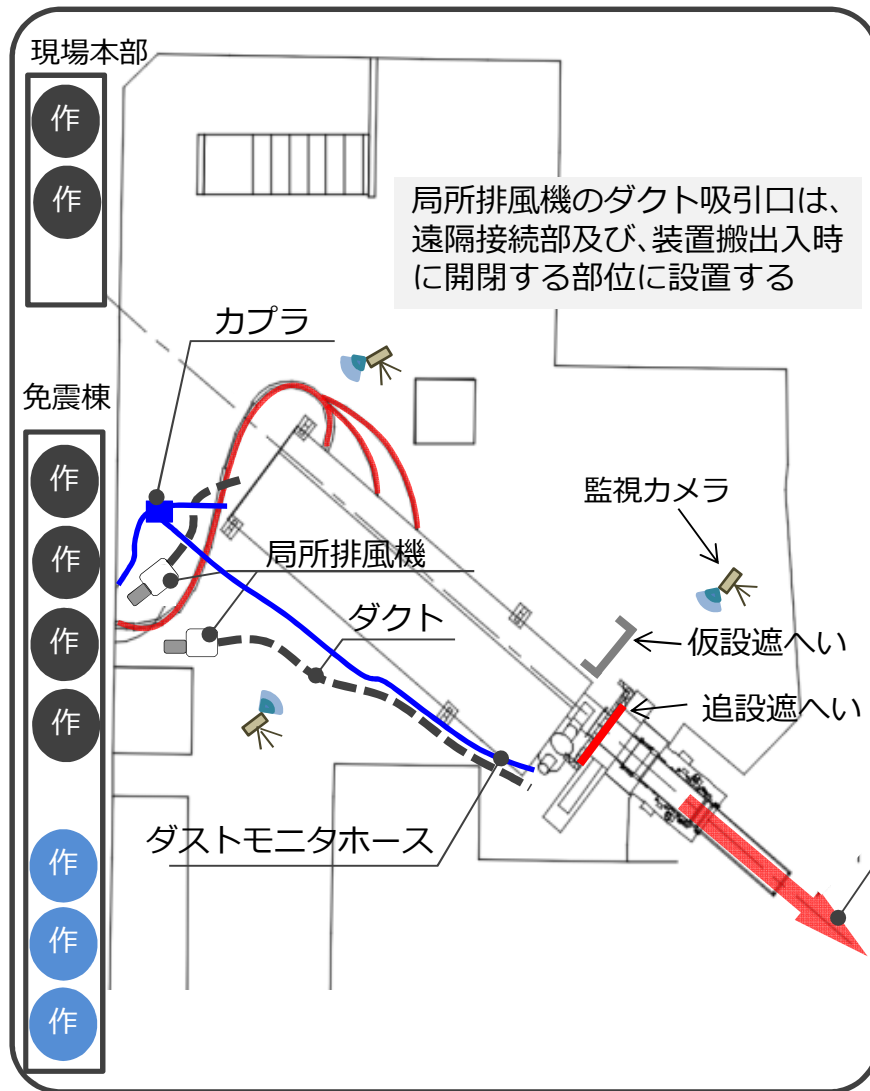 現場本部
作
作
局所排風機のダクト吸引口は、
遠隔接続部及び、装置搬出入時
に開閉する部位に設置する
カプラ
免震棟
作
作
作
作
作
作
作
監視カメラ
局所排風機
ダクト
仮設遮へい
追設遮へい
ダストモニタホース